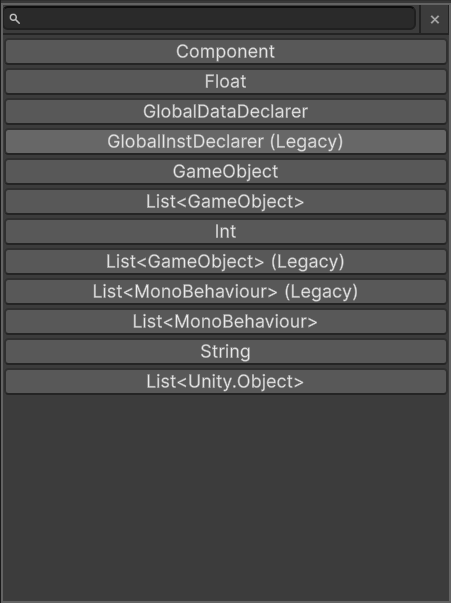 Component
Float
GlobalDataDeclarer
GlobalInstDeclarer (Legacy)
GameObject
List<GameObject>
Int
List<GameObject> (Legacy)
List<MonoBehaviour> (Legacy)
List<MonoBehaviour>
String
List<Unity.Object>